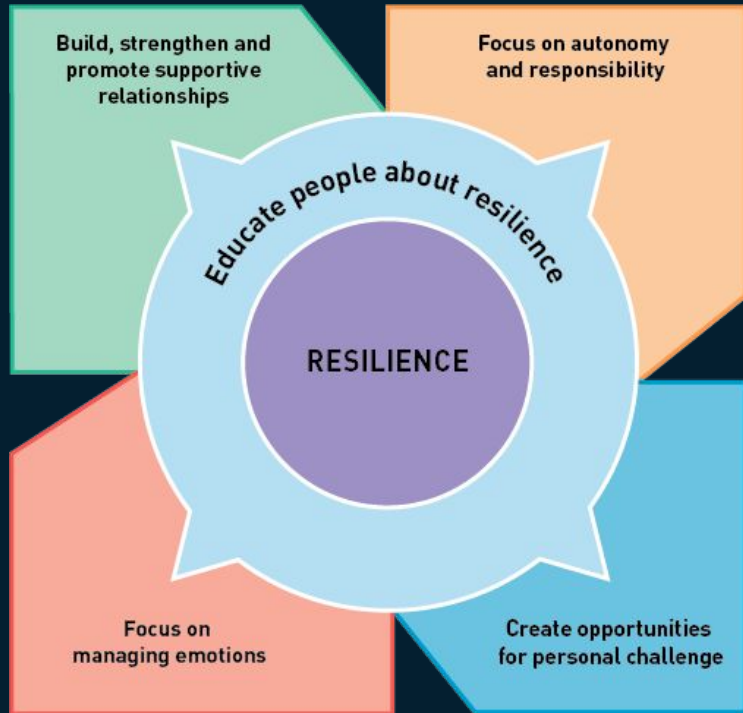 Build, strengthen and
promote supportive
relationships
Focus on autonomy
and responsibility
Educate people about resilience
RESILIENCE
Focus on
managing emotions
Create opportunities
for personal challenge